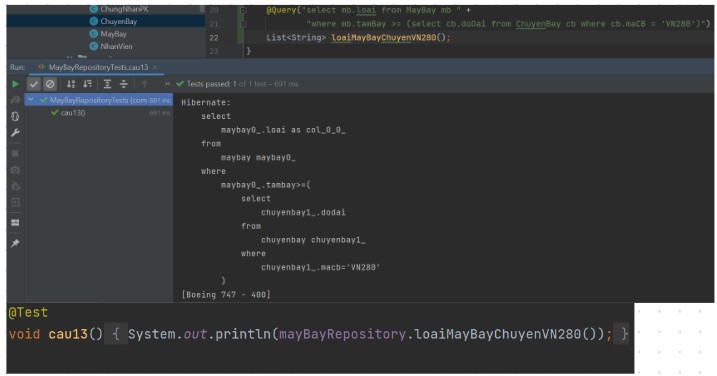 ChungNhanPK
ChuyenBay
MayBay
NhanVien
20 @Query("select mb.loai from MayBay mb " +
21 "where mb.tamBay >= (select cb.doDai from ChuyenBay cb where cb.maCB = 'VN280')")
22 List<String> loaiMayBayChuyenVN280();
23 }
Run: MayBayRepositoryTests.cau13 ×
» Tests passed: 1 of 1 test – 691 ms
MayBayRepositoryTests (com 691 ms
cau13() 691 ms
Hibernate:
select
maybay0_.loai as col_0_0_
from
maybay maybay0_
where
maybay0_.tambay>=(
select
chuyenbay1_.dodai
from
chuyenbay chuyenbay1_
where
chuyenbay1_.macb='VN280'
)
[Boeing 747 - 400]
@Test
void cau13() { System.out.println(mayBayRepository.loaiMayBayChuyenVN280()); }